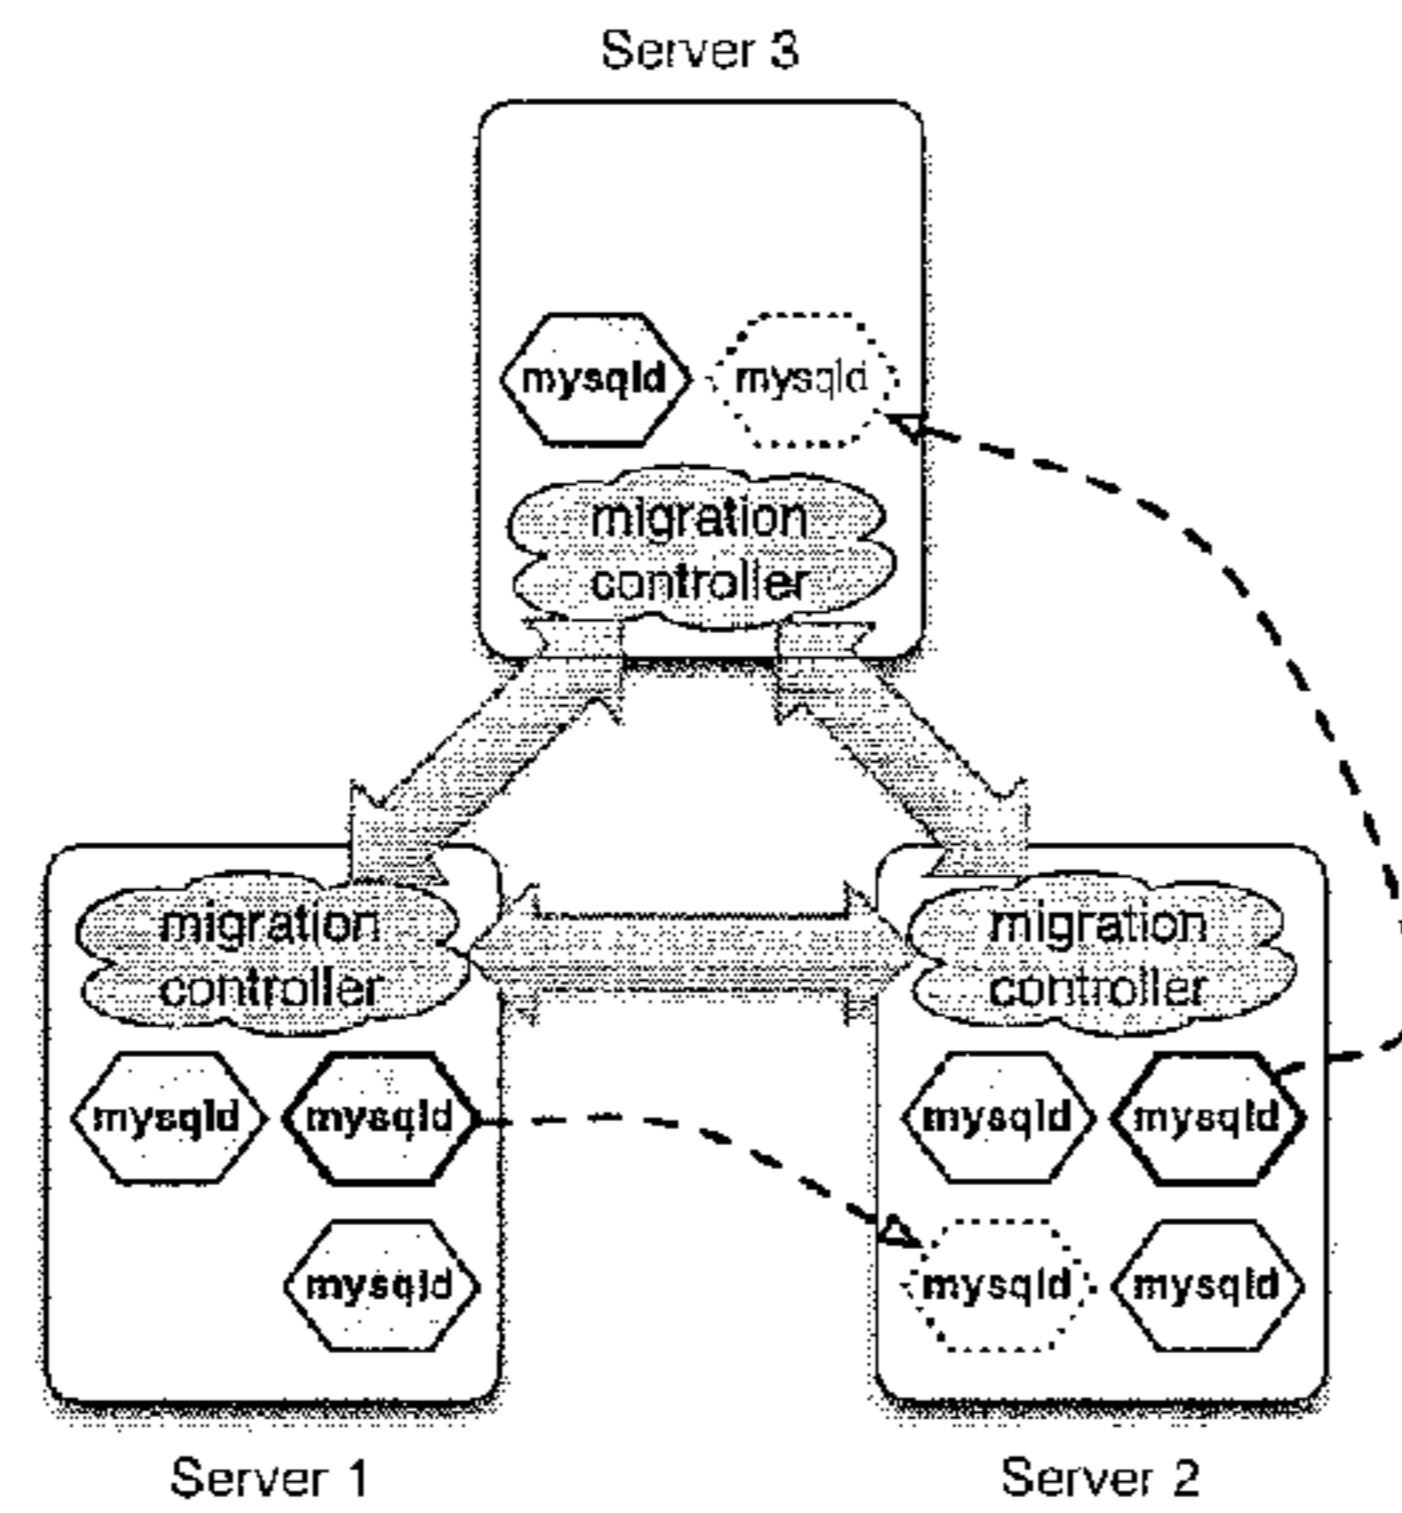 Server 3
mysqld mysqld
migration
controller
migration
controller
mysqld mysqld
mysqld
Server 1
migration
controller
mysqld mysqld
mysqld mysqld
Server 2